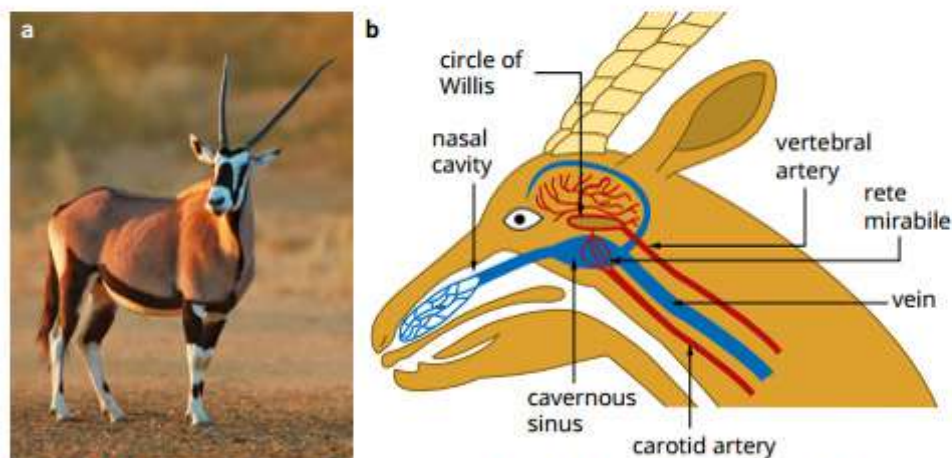 a
b
circle of
Willis
nasal
cavity
vertebral
artery
rete
mirabile
vein
cavernous
sinus
carotid artery